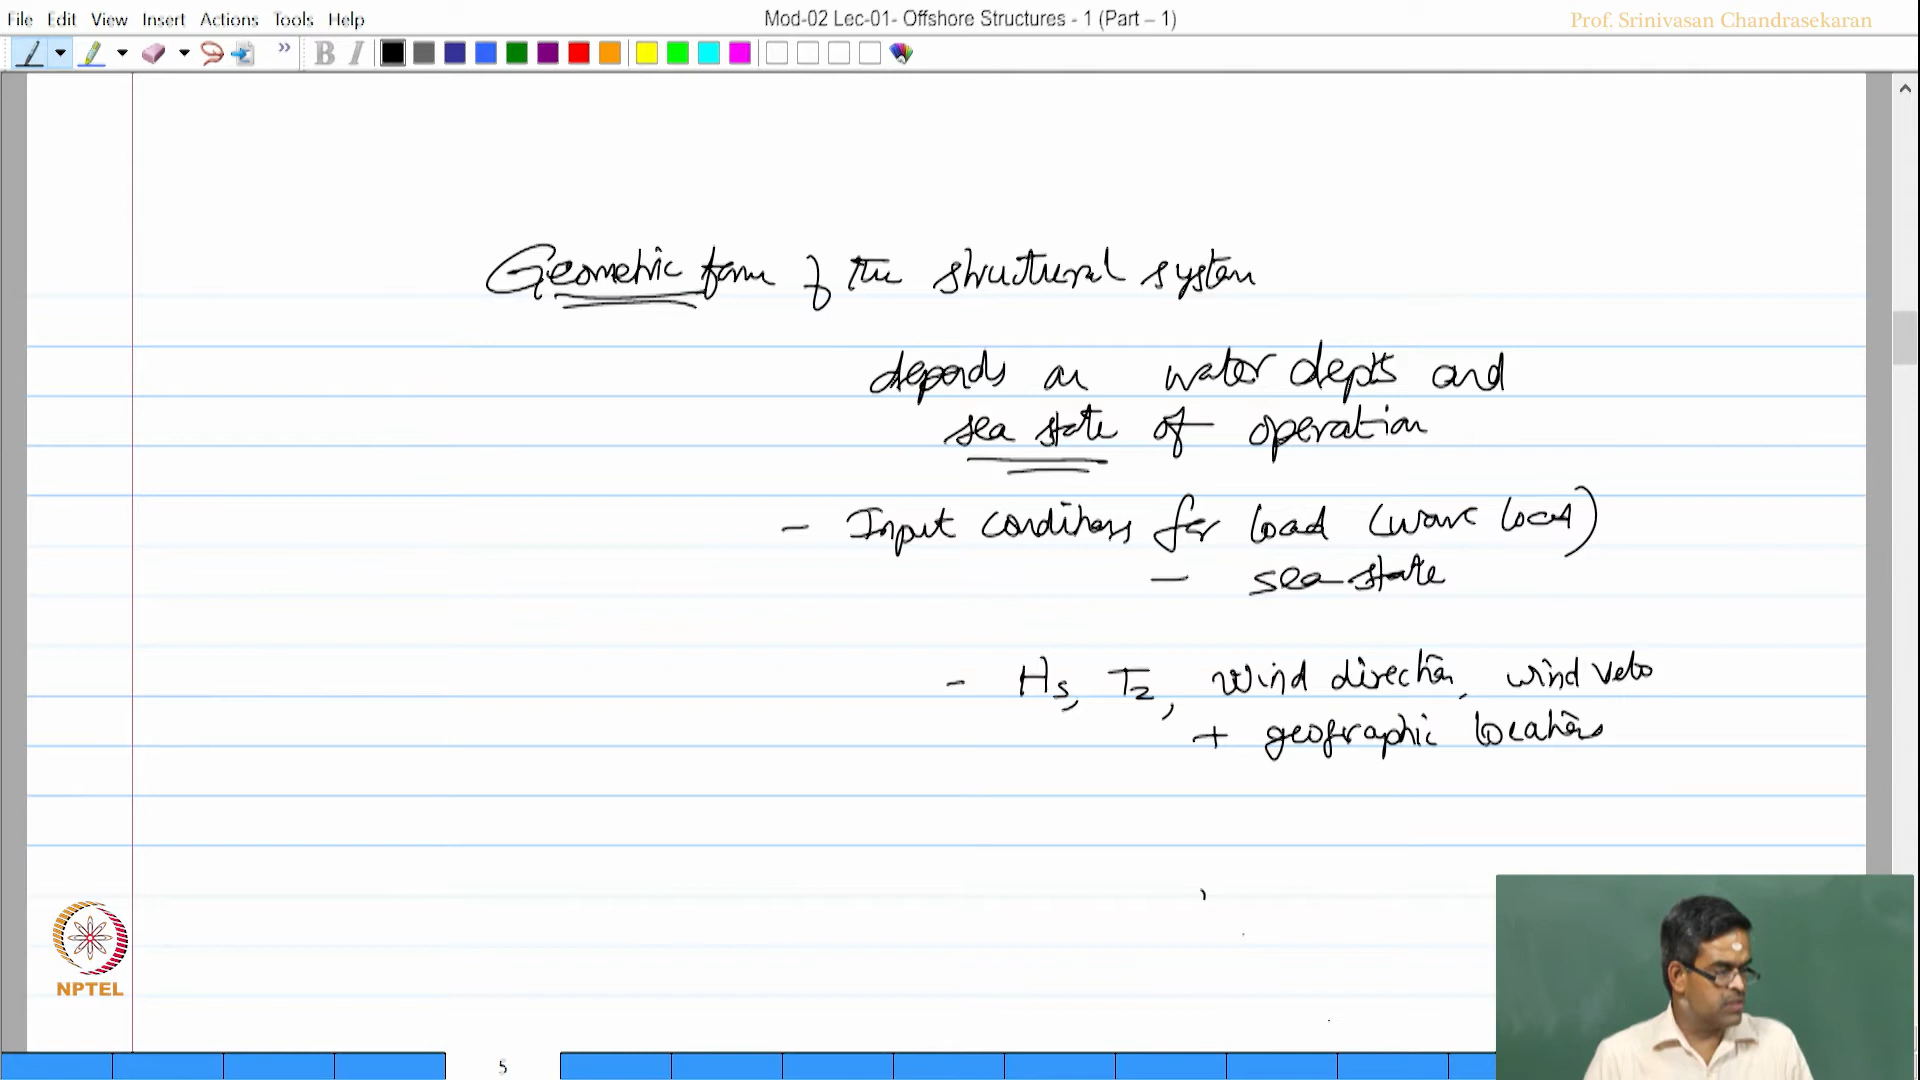 File Edit View Insert Actions Tools Help
Mod-02 Lec-01- Offshore Structures - 1 (Part – 1)
Prof. Srinivasan Chandrasekaran
B I
Geometric form of the structural system
depends on water depth and
sea state of operation
- Input conditions for load (wave load)
- sea state
- Hs, Tz, wind direction, wind velo
+ geographic locations
NPTEL
5